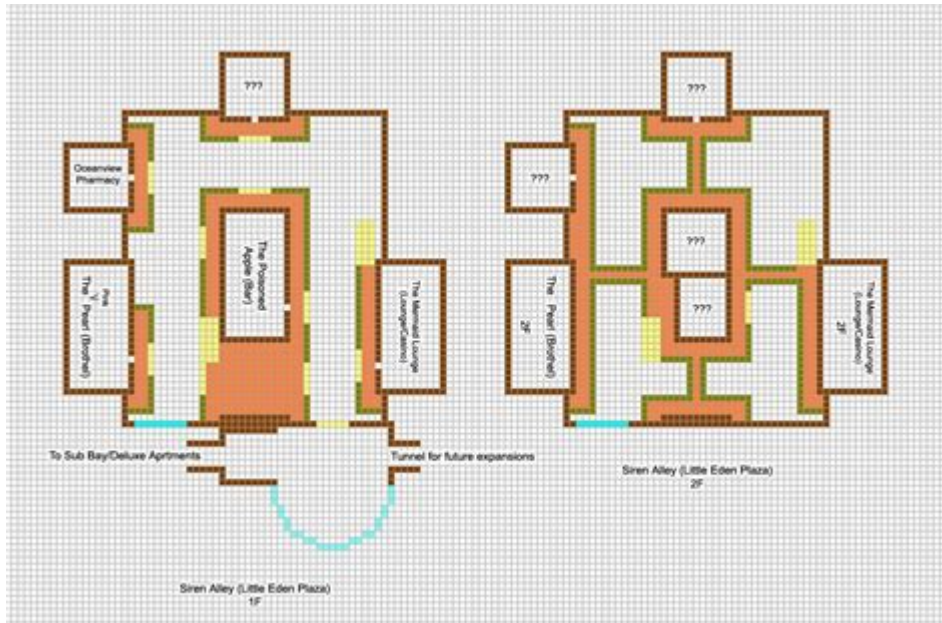 ???
Oceanview
Pharmacy
The Poisoned
Apple (Bar)
Pink
The Pearl (Brothel)
The Mermaid Lounge
(Lounge/Casino)
To Sub Bay/Deluxe Aprtments
Tunnel for future expansions
Siren Alley (Little Eden Plaza)
1F
???
???
???
???
The Pearl (Brothel)
2F
The Mermaid Lounge
(Lounge/Casino)
2F
Siren Alley (Little Eden Plaza)
2F